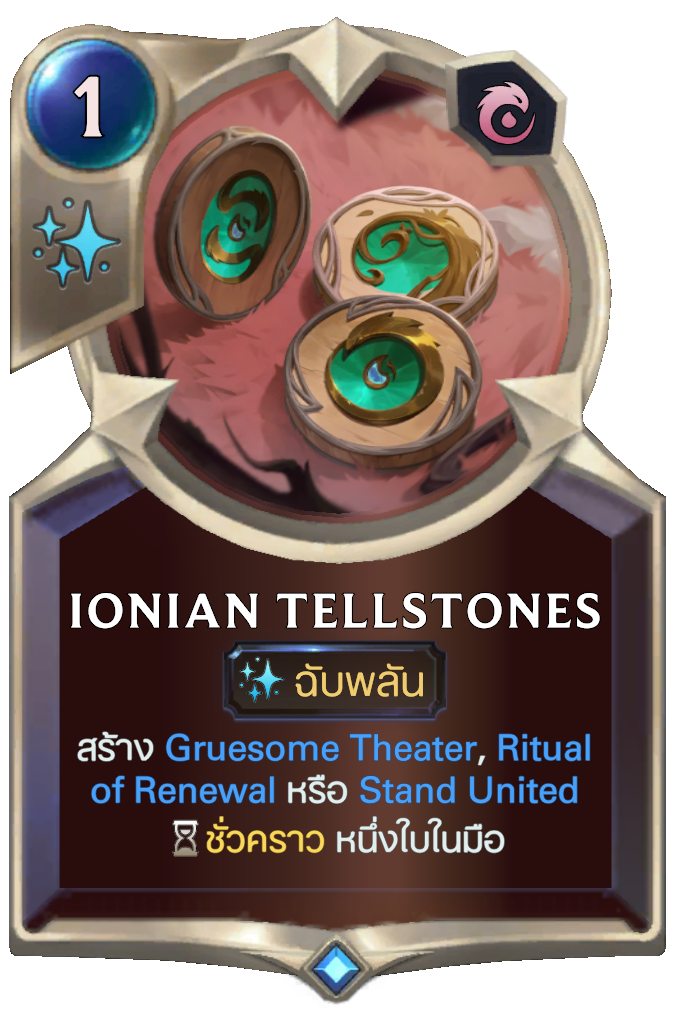 1
IONIAN TELLSTONES
ฉับพลัน
สร้าง Gruesome Theater, Ritual
of Renewal หรือ Stand United
ชั่วคราว หนึ่งใบในมือ